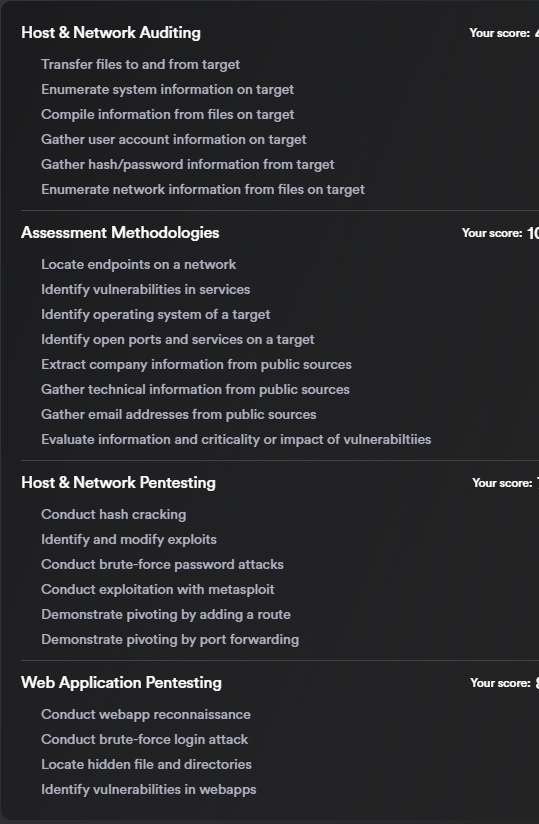 Host & Network Auditing Your score:
Transfer files to and from target
Enumerate system information on target
Compile information from files on target
Gather user account information on target
Gather hash/password information from target
Enumerate network information from files on target
Assessment Methodologies Your score: 10
Locate endpoints on a network
Identify vulnerabilities in services
Identify operating system of a target
Identify open ports and services on a target
Extract company information from public sources
Gather technical information from public sources
Gather email addresses from public sources
Evaluate information and criticality or impact of vulnerabiltiies
Host & Network Pentesting Your score:
Conduct hash cracking
Identify and modify exploits
Conduct brute-force password attacks
Conduct exploitation with metasploit
Demonstrate pivoting by adding a route
Demonstrate pivoting by port forwarding
Web Application Pentesting Your score:
Conduct webapp reconnaissance
Conduct brute-force login attack
Locate hidden file and directories
Identify vulnerabilities in webapps